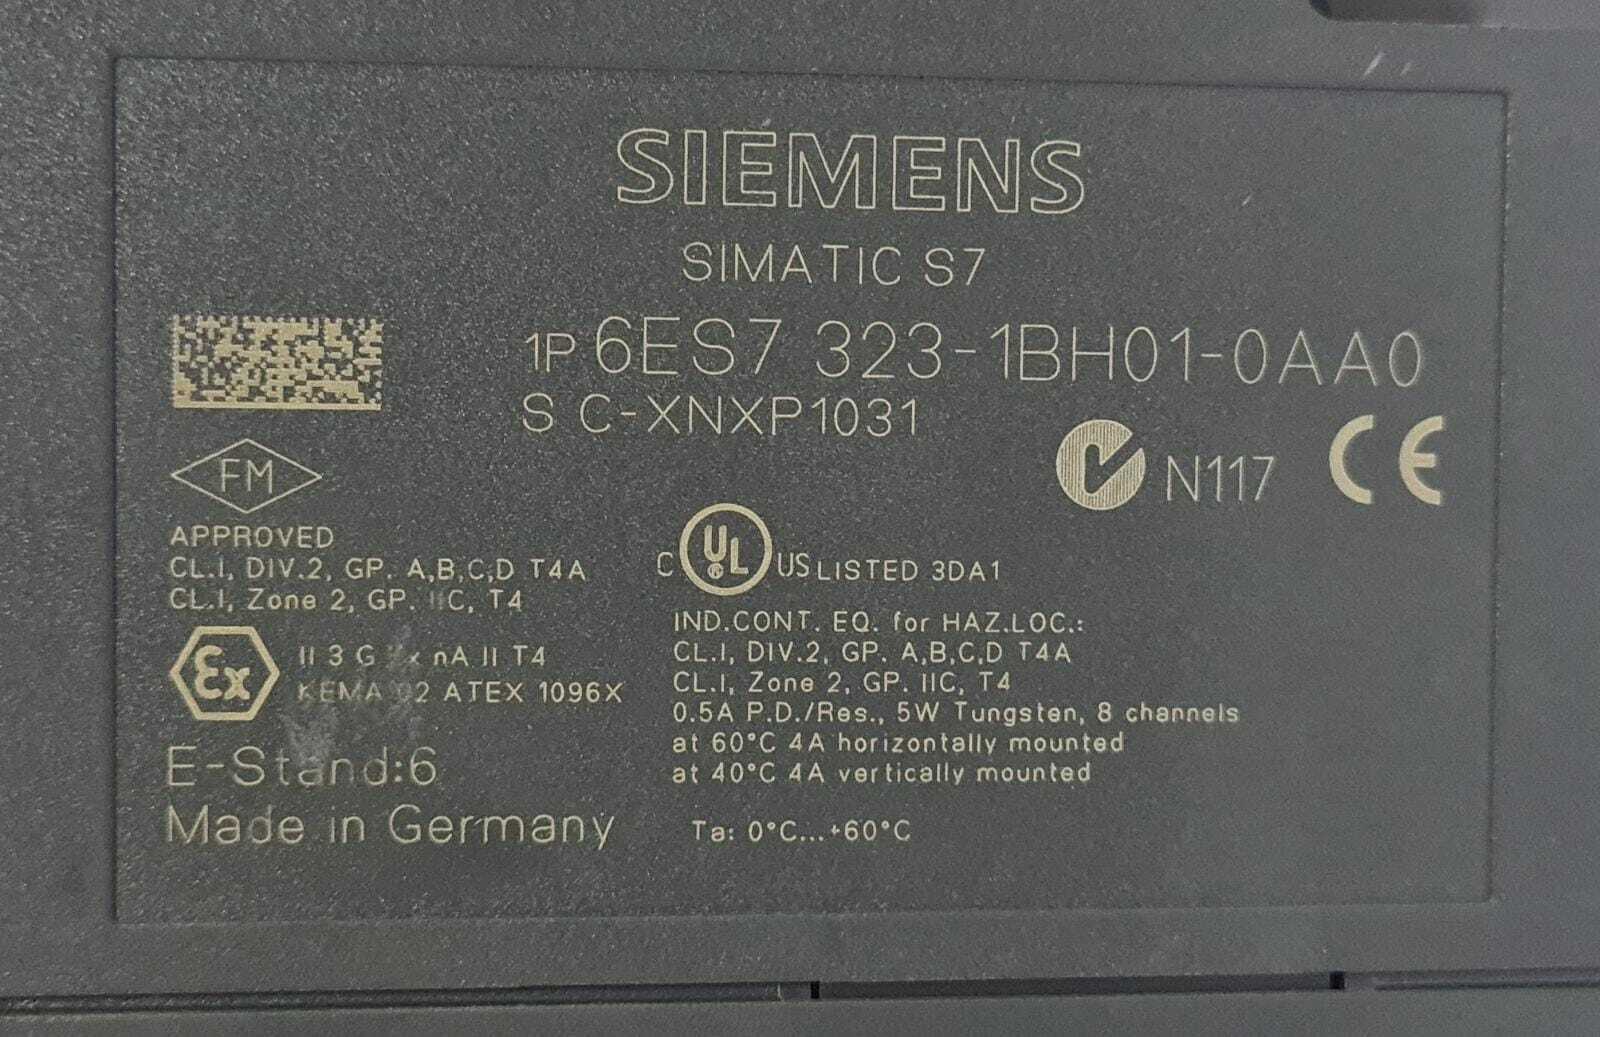 SIEMENS
SIMATIC S7
1P 6ES7 323-1BH01-0AA0
S C-XNXP1031
N117 CE
FM
APPROVED
CL.I, DIV.2, GP. A,B,C,D T4A
CL.I, Zone 2, GP. IIC, T4
Ex II 3 G Ex nA II T4
KEMA 02 ATEX 1096X
E-Stand:6
Made in Germany
C UL US LISTED 3DA1
IND.CONT. EQ. for HAZ.LOC.:
CL.I, DIV.2, GP. A,B,C,D T4A
CL.I, Zone 2, GP. IIC, T4
0.5A P.D./Res., 5W Tungsten, 8 channels
at 60°C 4A horizontally mounted
at 40°C 4A vertically mounted
Ta: 0°C...+60°C